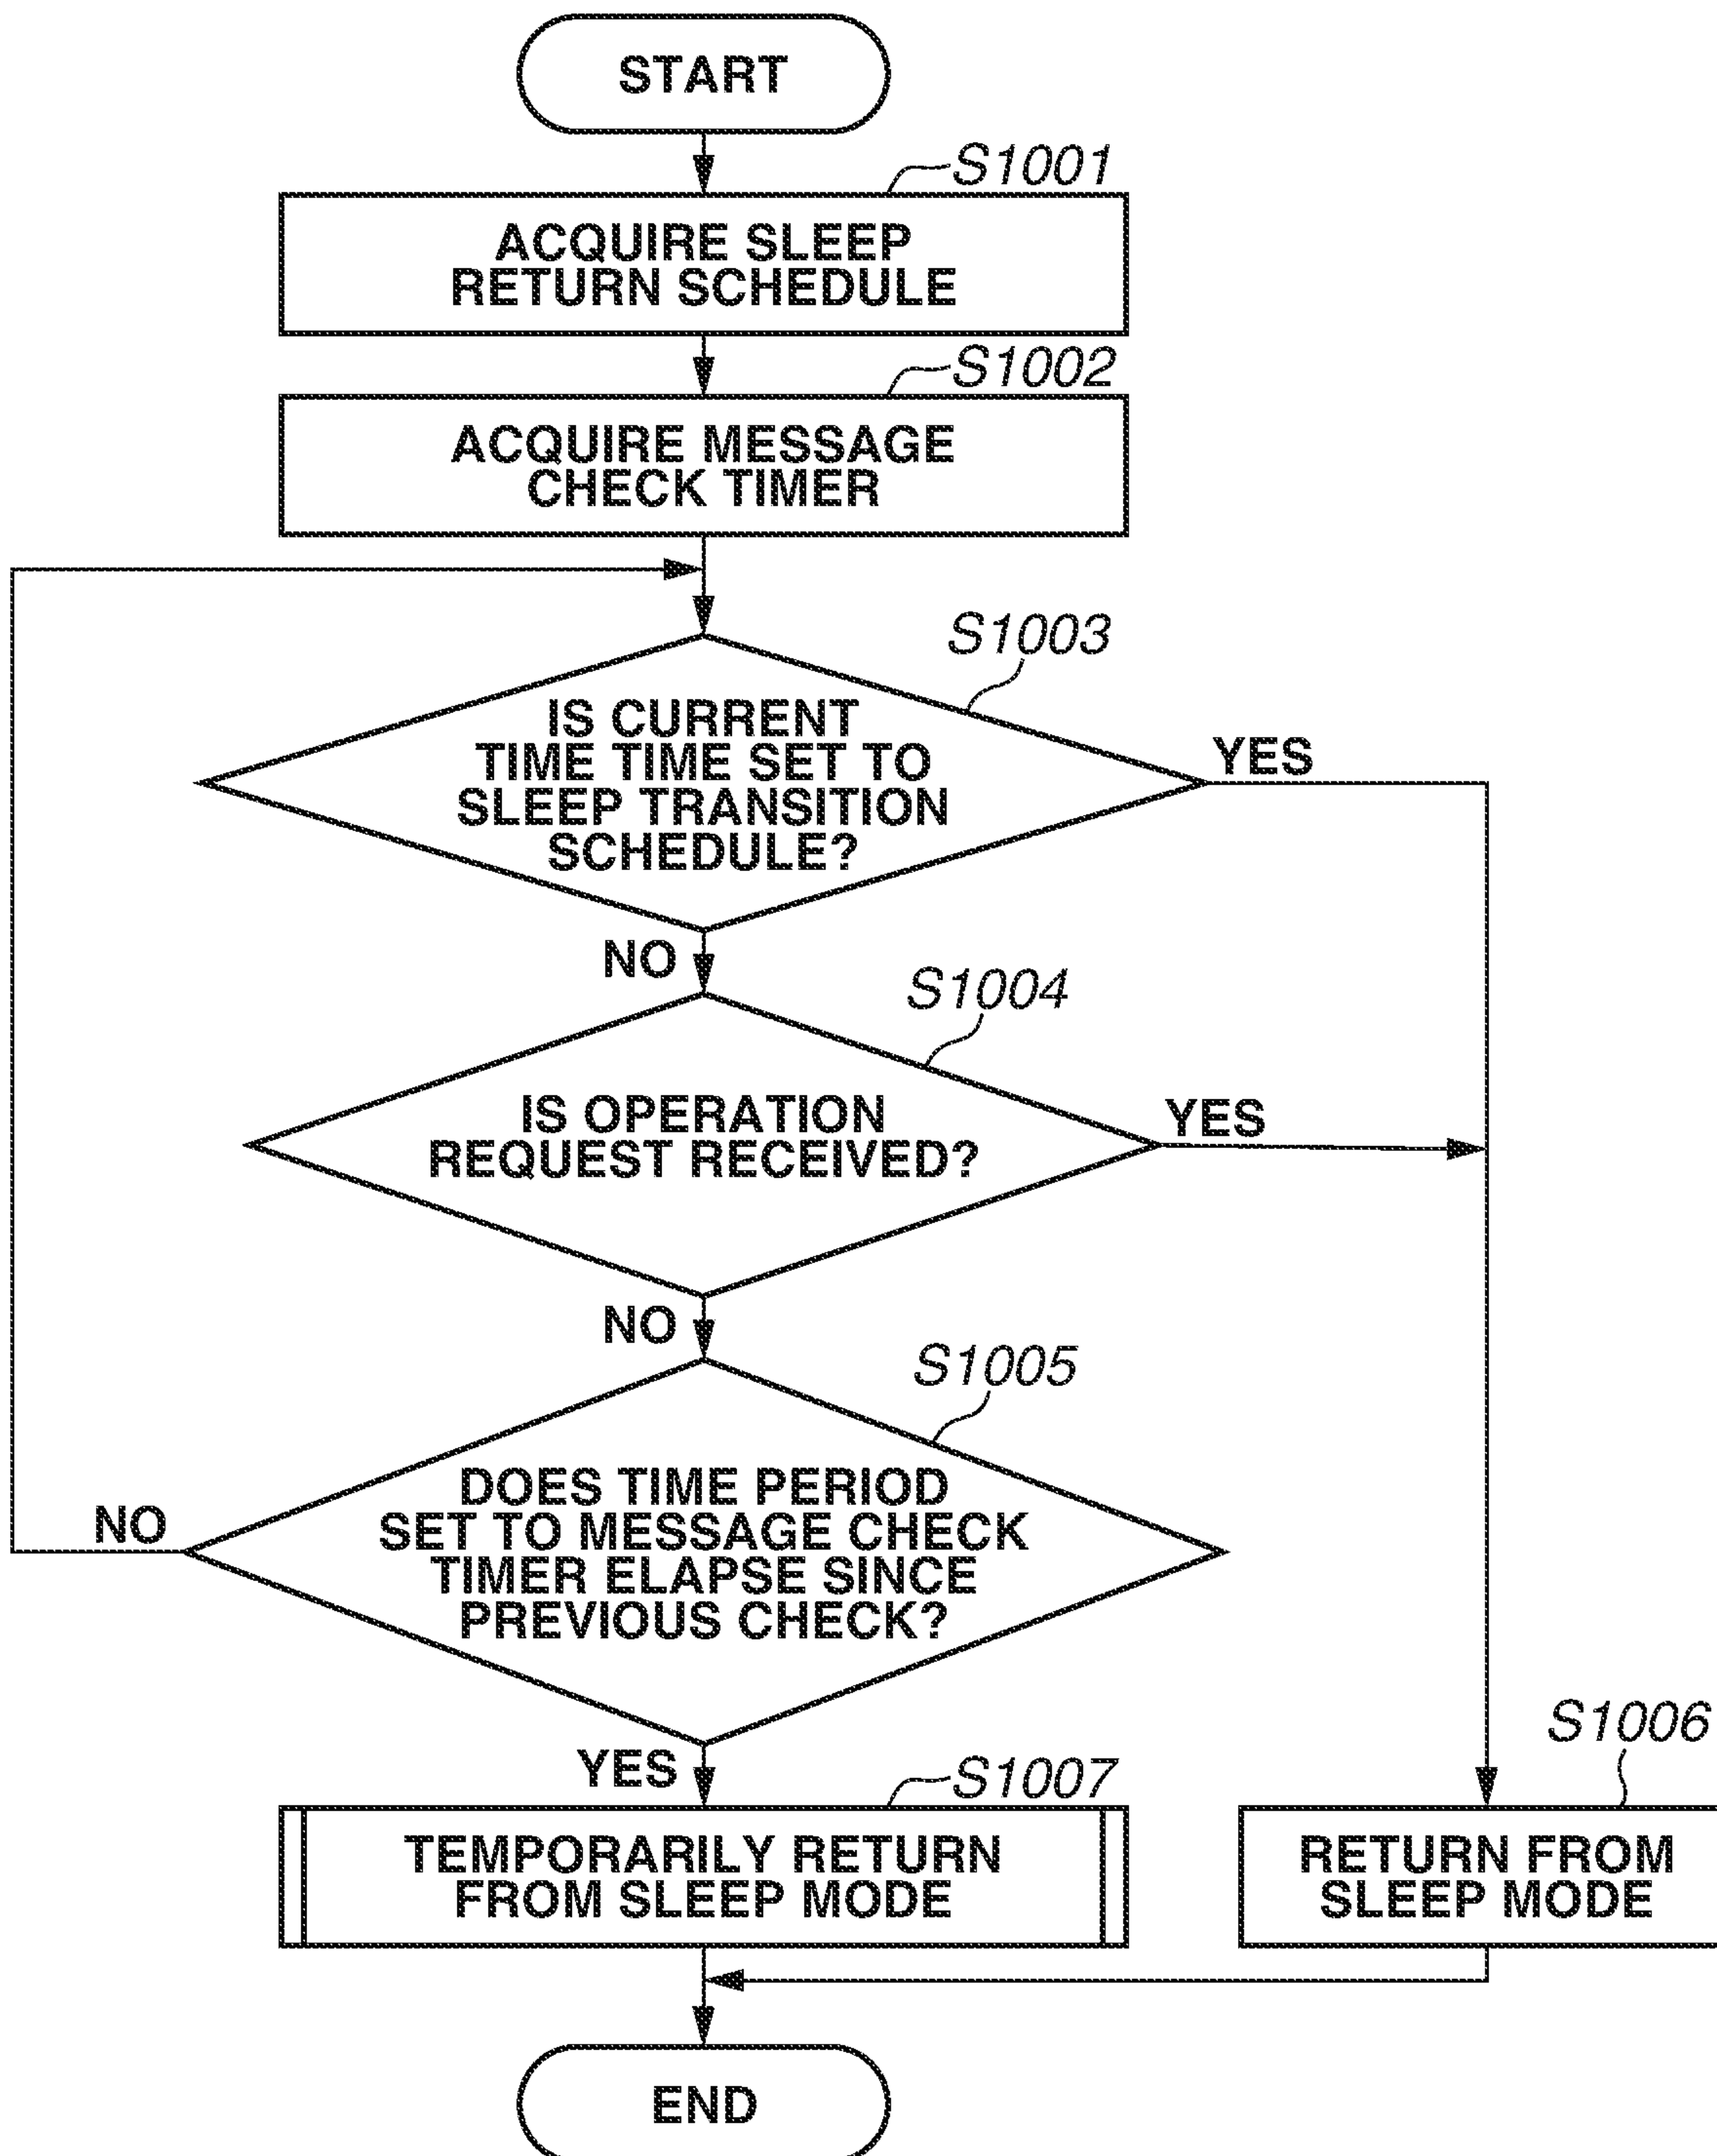 START
S1001
ACQUIRE SLEEP
RETURN SCHEDULE
S1002
ACQUIRE MESSAGE
CHECK TIMER
S1003
IS CURRENT
TIME TIME SET TO
SLEEP TRANSITION
SCHEDULE?
YES
NO
S1004
IS OPERATION
REQUEST RECEIVED?
YES
NO
S1005
DOES TIME PERIOD
SET TO MESSAGE CHECK
TIMER ELAPSE SINCE
PREVIOUS CHECK?
NO
YES
S1007
TEMPORARILY RETURN
FROM SLEEP MODE
S1006
RETURN FROM
SLEEP MODE
END